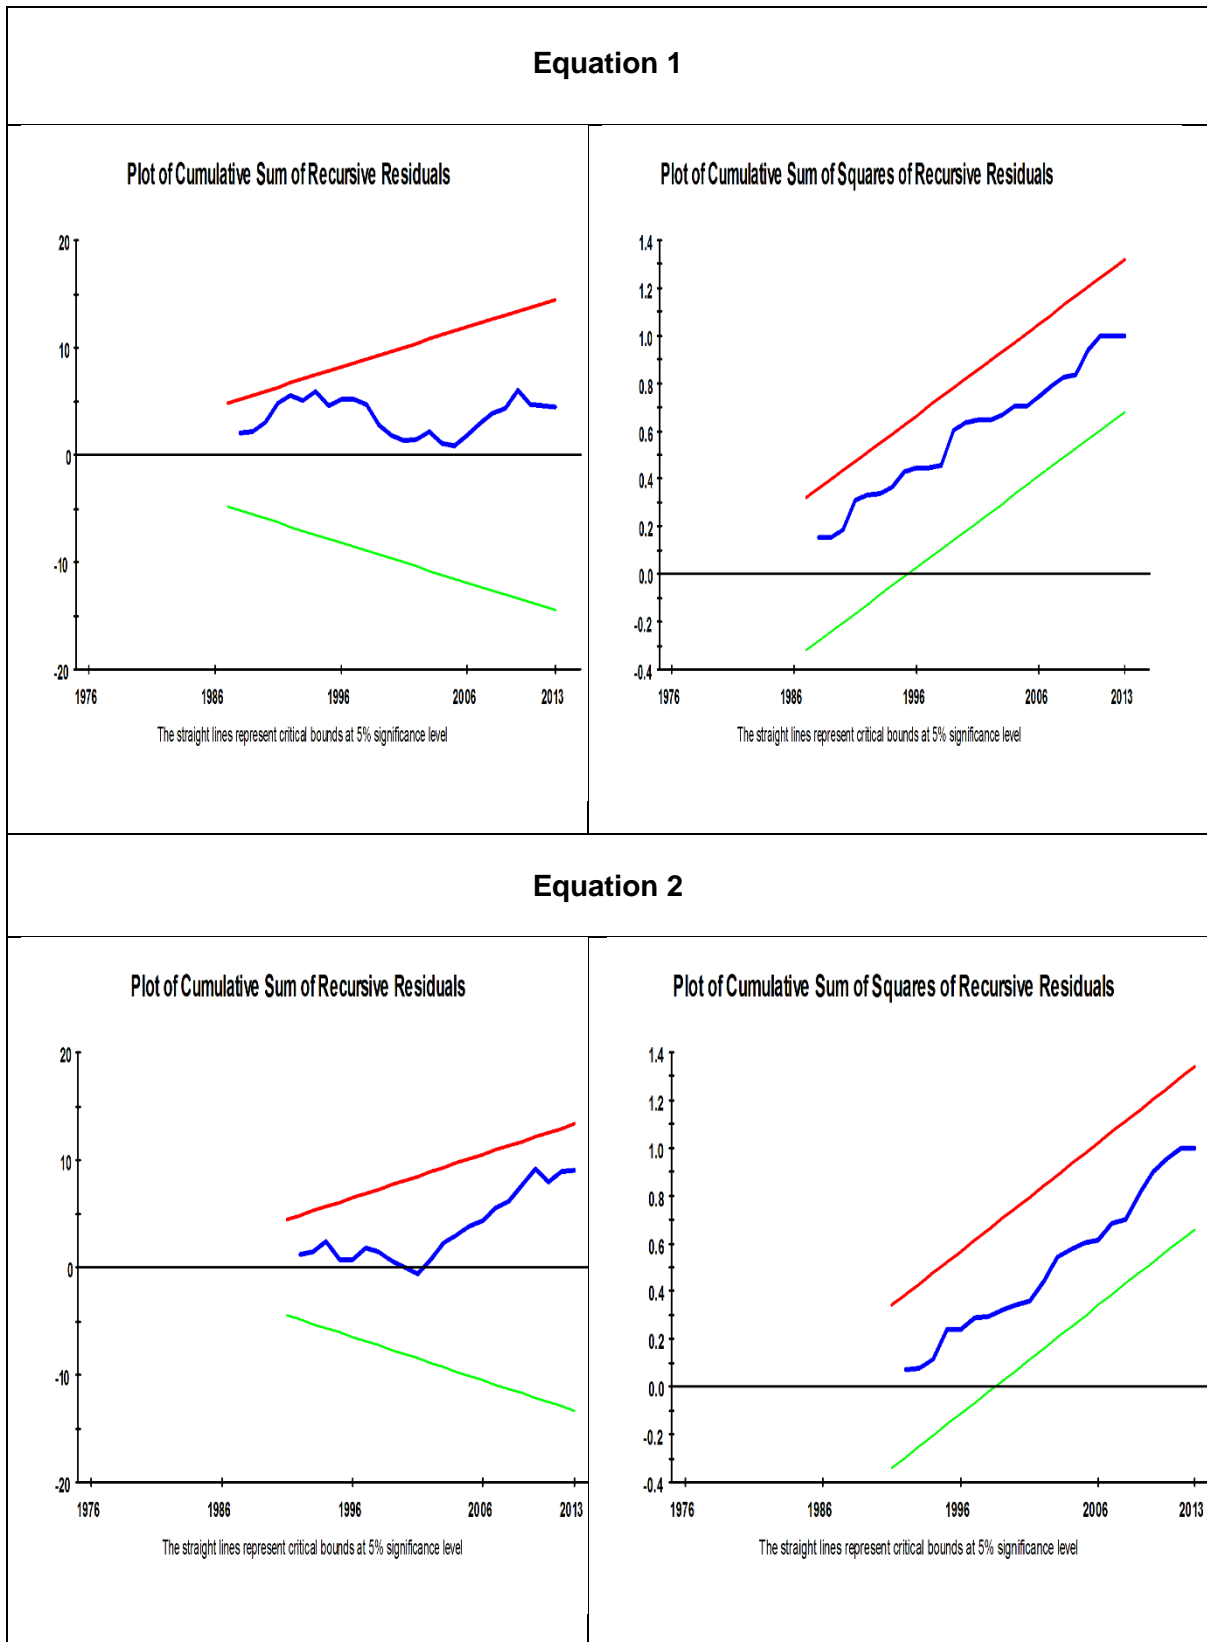 Equation 1
Plot of Cumulative Sum of Recursive Residuals
20
10
0
-10
-20
1976 1986 1996 2006 2013
The straight lines represent critical bounds at 5% significance level
Plot of Cumulative Sum of Squares of Recursive Residuals
1.4
1.2
1.0
0.8
0.6
0.4
0.2
0.0
-0.2
-0.4
1976 1986 1996 2006 2013
The straight lines represent critical bounds at 5% significance level
Equation 2
Plot of Cumulative Sum of Recursive Residuals
20
10
0
-10
-20
1976 1986 1996 2006 2013
The straight lines represent critical bounds at 5% significance level
Plot of Cumulative Sum of Squares of Recursive Residuals
1.4
1.2
1.0
0.8
0.6
0.4
0.2
0.0
-0.2
-0.4
1976 1986 1996 2006 2013
The straight lines represent critical bounds at 5% significance level